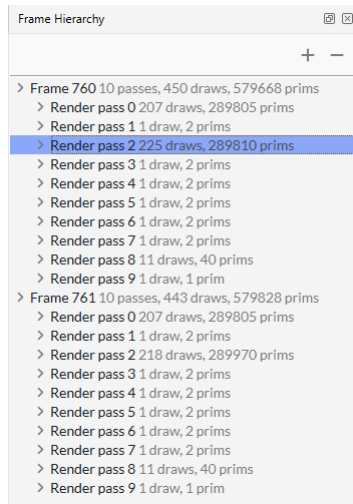 Frame Hierarchy
Frame 760 10 passes, 450 draws, 579668 prims
Render pass 0 207 draws, 289805 prims
Render pass 1 1 draw, 2 prims
Render pass 2 225 draws, 289810 prims
Render pass 3 1 draw, 2 prims
Render pass 4 1 draw, 2 prims
Render pass 5 1 draw, 2 prims
Render pass 6 1 draw, 2 prims
Render pass 7 1 draw, 2 prims
Render pass 8 11 draws, 40 prims
Render pass 9 1 draw, 1 prim
Frame 761 10 passes, 443 draws, 579828 prims
Render pass 0 207 draws, 289805 prims
Render pass 1 1 draw, 2 prims
Render pass 2 218 draws, 289970 prims
Render pass 3 1 draw, 2 prims
Render pass 4 1 draw, 2 prims
Render pass 5 1 draw, 2 prims
Render pass 6 1 draw, 2 prims
Render pass 7 1 draw, 2 prims
Render pass 8 11 draws, 40 prims
Render pass 9 1 draw, 1 prim